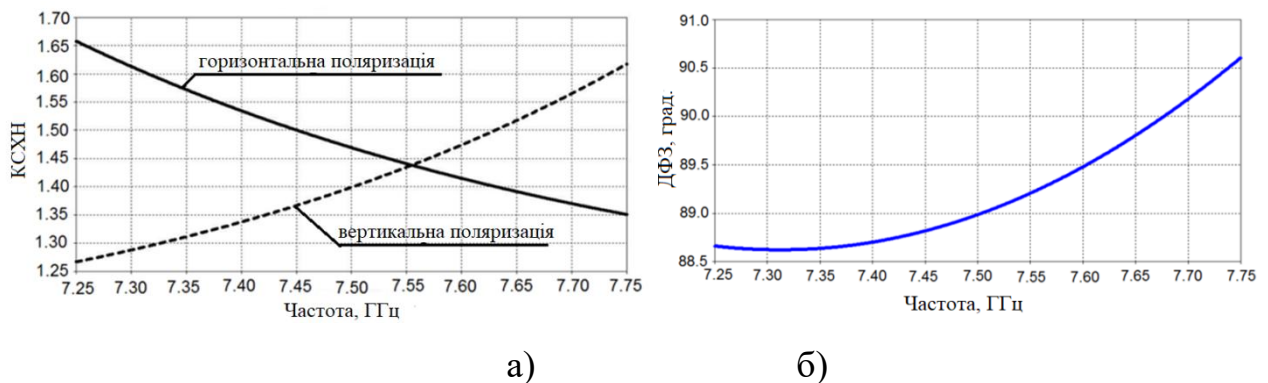 1.70
1.65
1.60
1.55
1.50
1.45
1.40
1.35
1.30
1.25
КСХН
горизонтальна поляризація
вертикальна поляризація
7.25 7.30 7.35 7.40 7.45 7.50 7.55 7.60 7.65 7.70 7.75
Частота, ГГц
а)
91.0
90.5
90.0
89.5
89.0
88.5
ДФЗ, град.
7.25 7.30 7.35 7.40 7.45 7.50 7.55 7.60 7.65 7.70 7.75
Частота, ГГц
б)